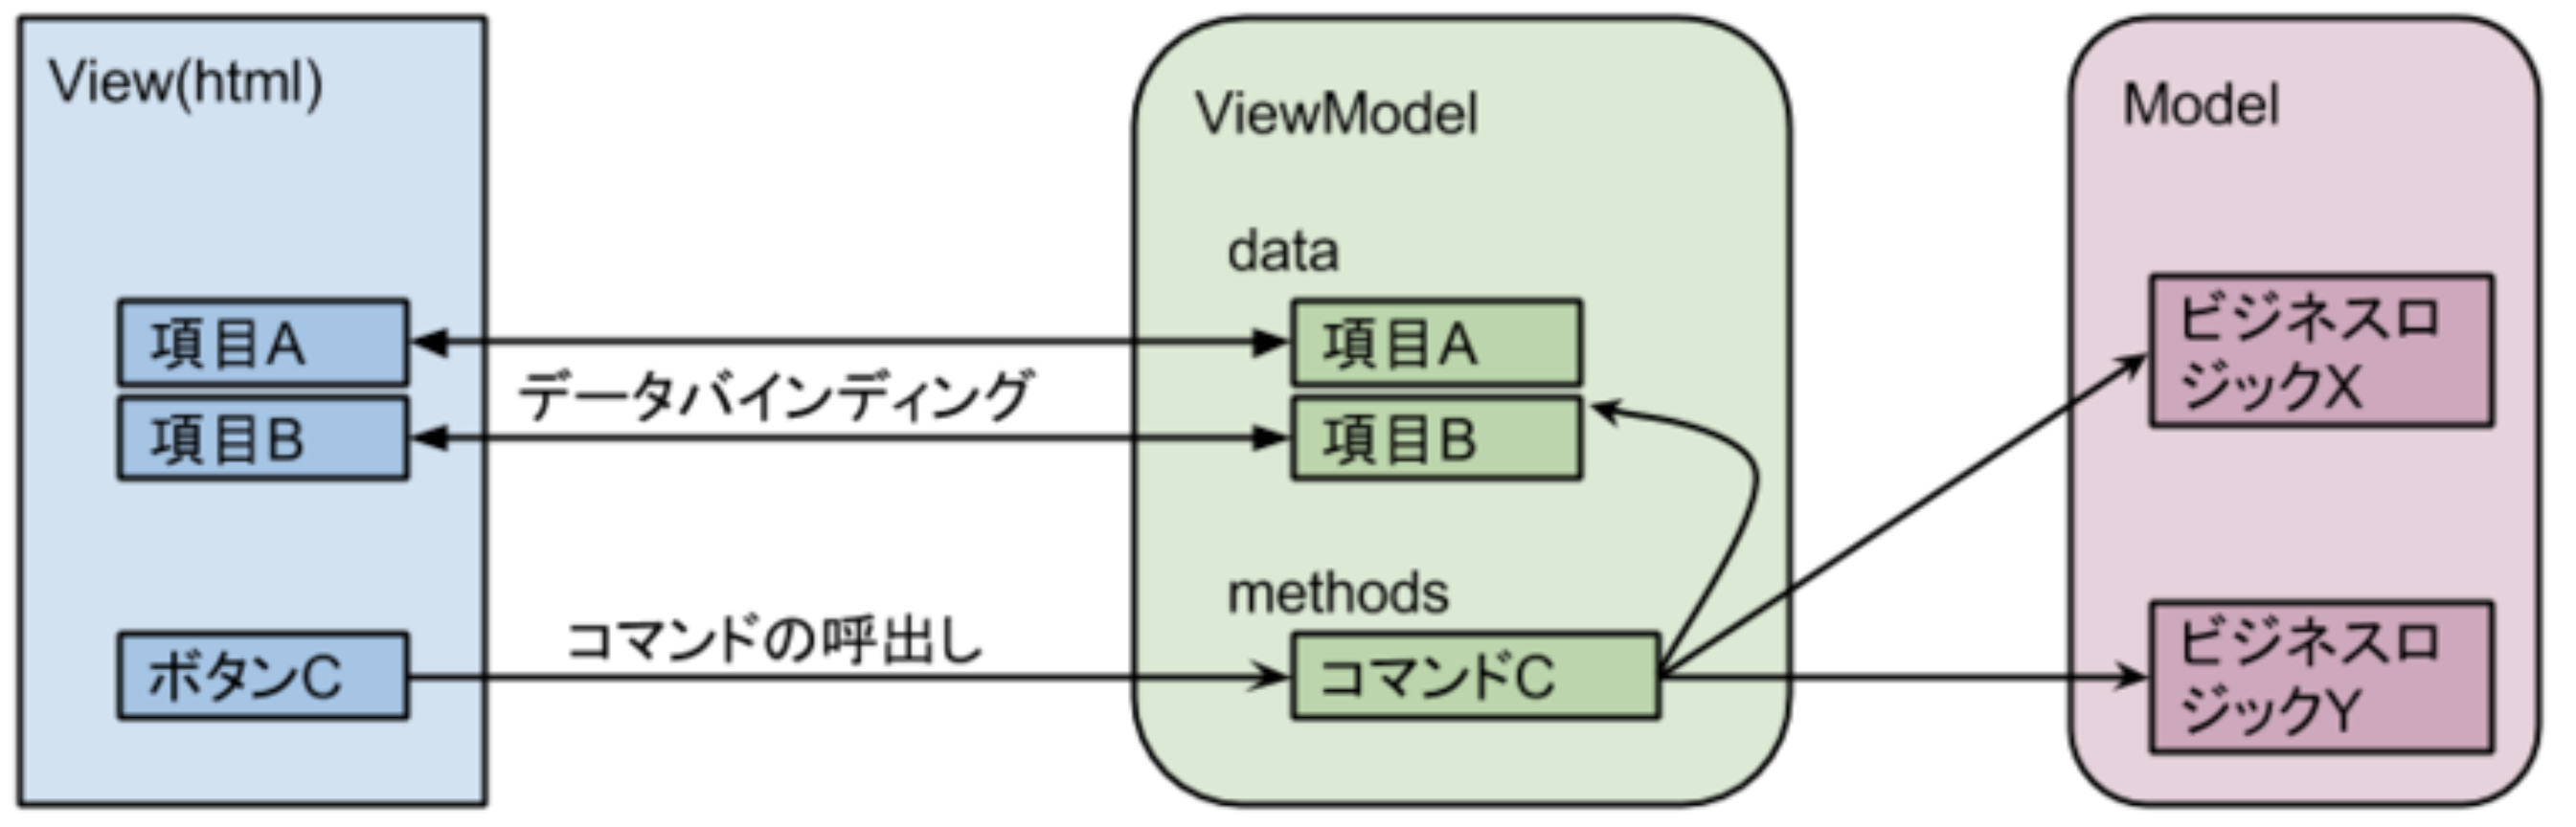 View(html)
項目A
項目B
ボタンC
データバインディング
コマンドの呼出し
ViewModel
data
項目A
項目B
methods
コマンドC
Model
ビジネスロ
ジックX
ビジネスロ
ジックY